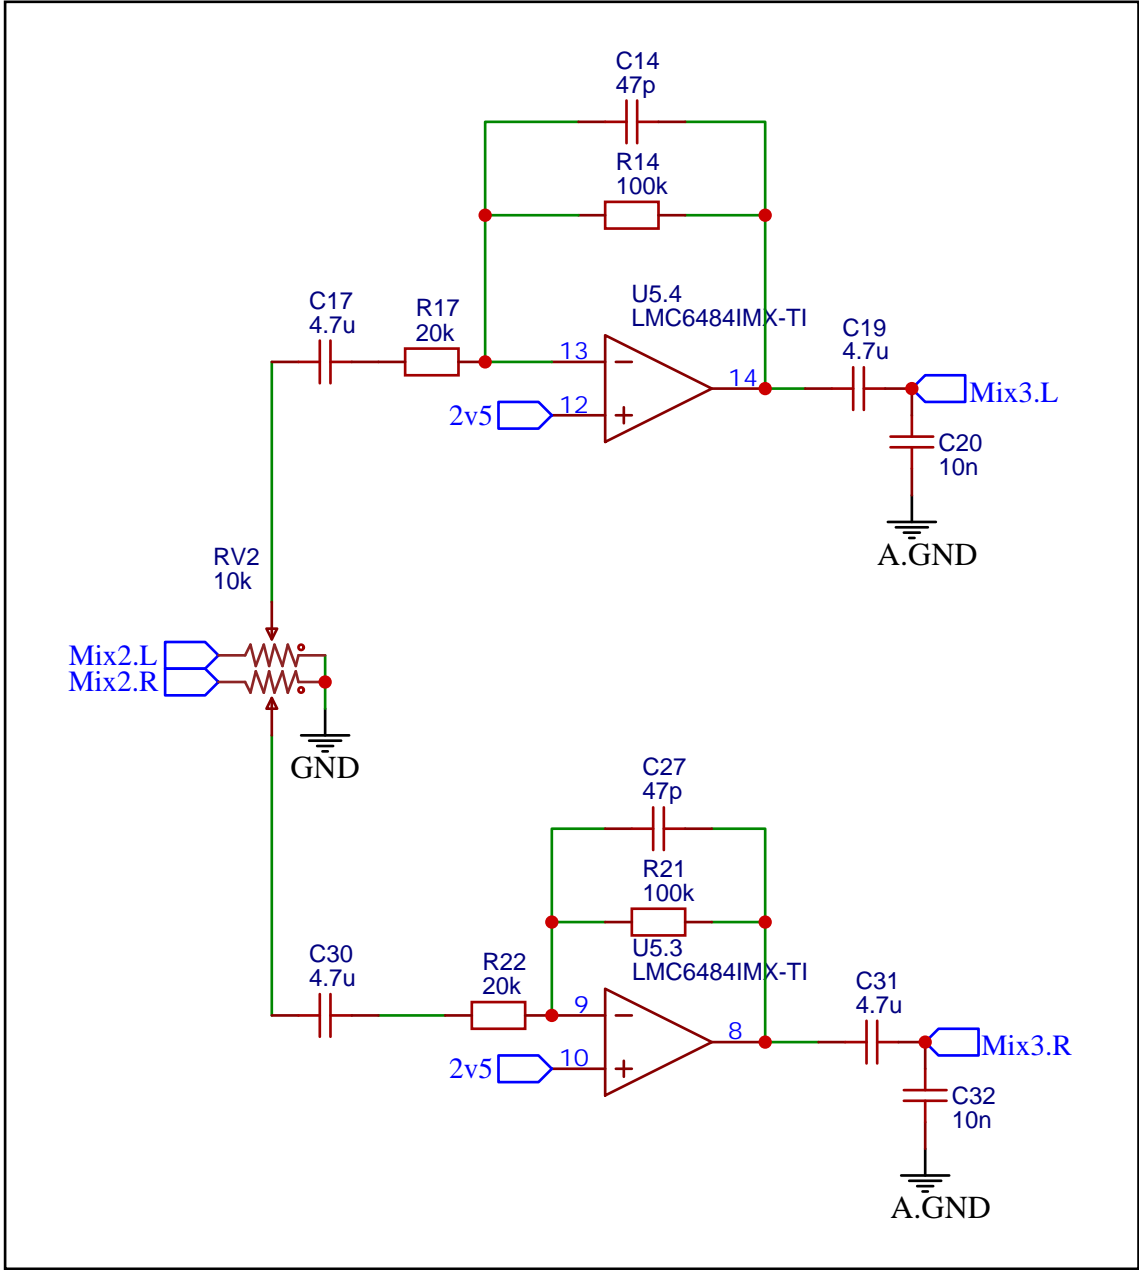 C14
47p
R14
100k
U5.4
LMC6484IMX-TI
C17
4.7u
R17
20k
13
2v5
12
14
C19
4.7u
Mix3.L
C20
10n
A.GND
RV2
10k
Mix2.L
Mix2.R
GND
C27
47p
R21
100k
U5.3
LMC6484IMX-TI
C30
4.7u
R22
20k
9
2v5
10
8
C31
4.7u
Mix3.R
C32
10n
A.GND